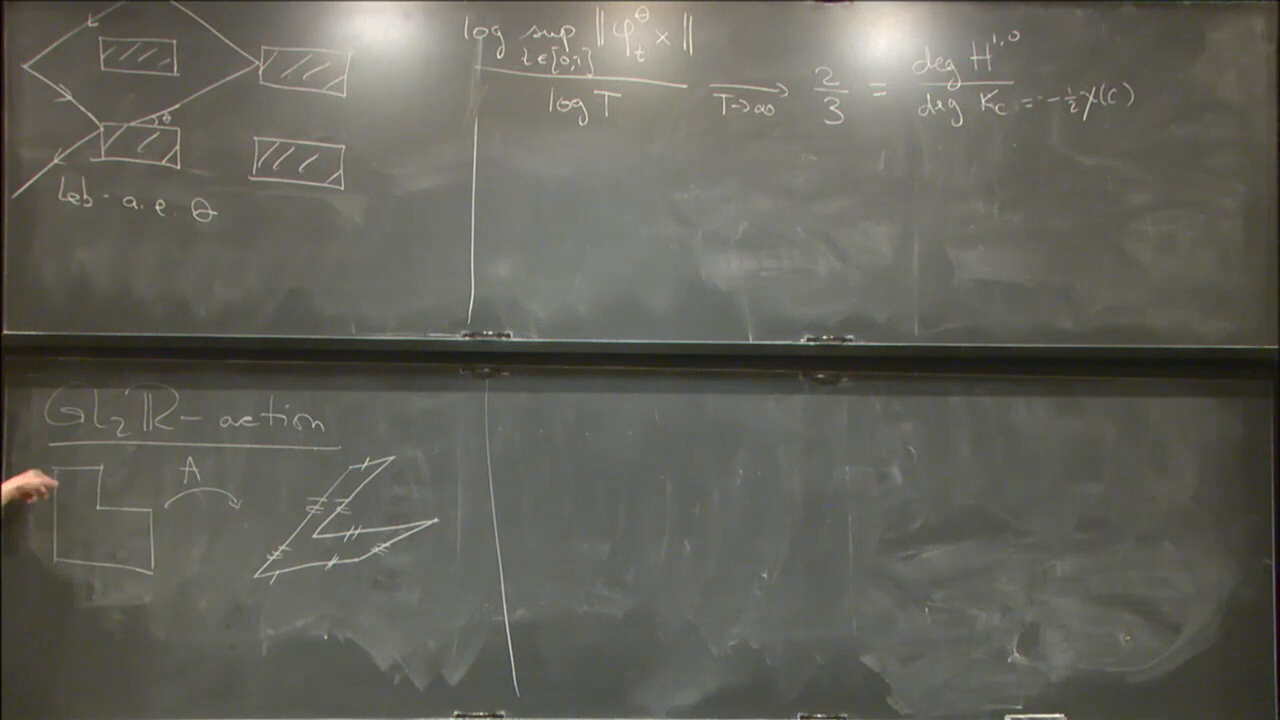 θ
Leb - a. e. θ
log sup ‖φ_t^θ x‖
t∈[0,T]
log T
T→∞
2/3 = deg H^{1,0} / deg K_C = -½χ(C)
GL₂ℝ - action
A